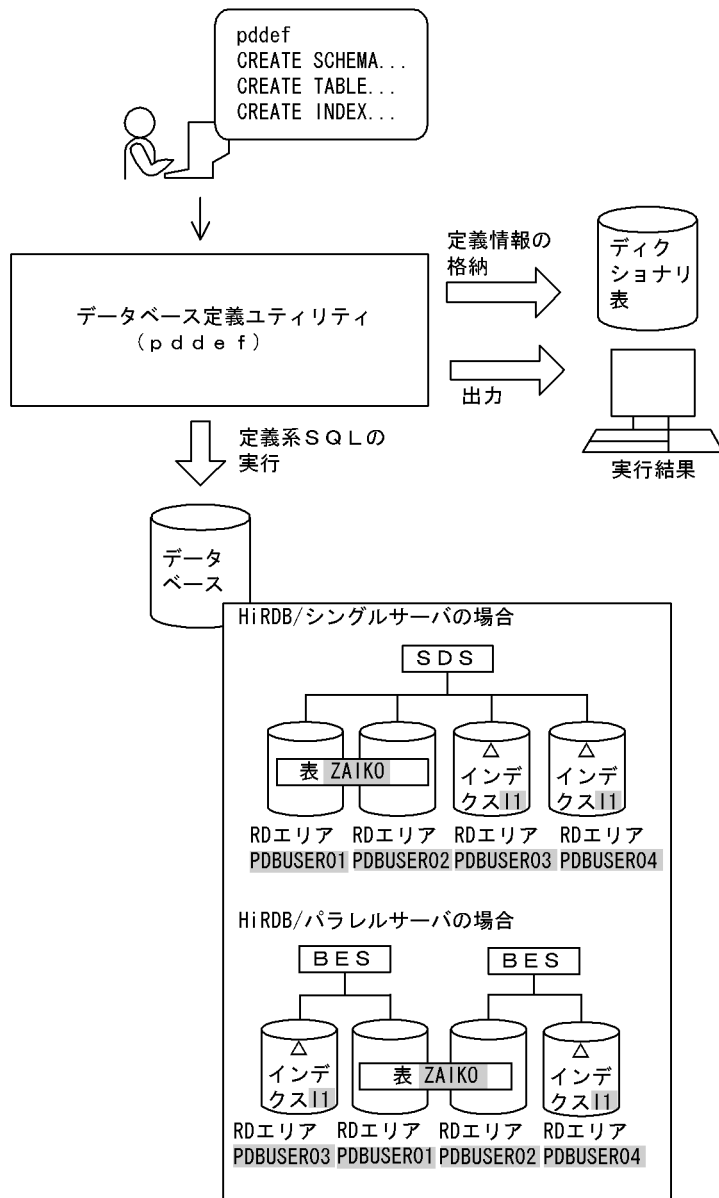 pddef
CREATE SCHEMA...
CREATE TABLE...
CREATE INDEX...
データベース定義ユティリティ
（ｐｄｄｅｆ）
定義情報の
格納
ディク
ショナリ
表
出力
実行結果
定義系ＳＱＬの
実行
データ
ベース
HiRDB/シングルサーバの場合
ＳＤＳ
表 ZAIKO
△
インデ
クスI1
△
インデ
クスI1
RDエリア RDエリア RDエリア RDエリア
PDBUSER01 PDBUSER02 PDBUSER03 PDBUSER04
HiRDB/パラレルサーバの場合
ＢＥＳ ＢＥＳ
△
インデ
クスI1
表 ZAIKO
△
インデ
クスI1
RDエリア RDエリア RDエリア RDエリア
PDBUSER03 PDBUSER01 PDBUSER02 PDBUSER04